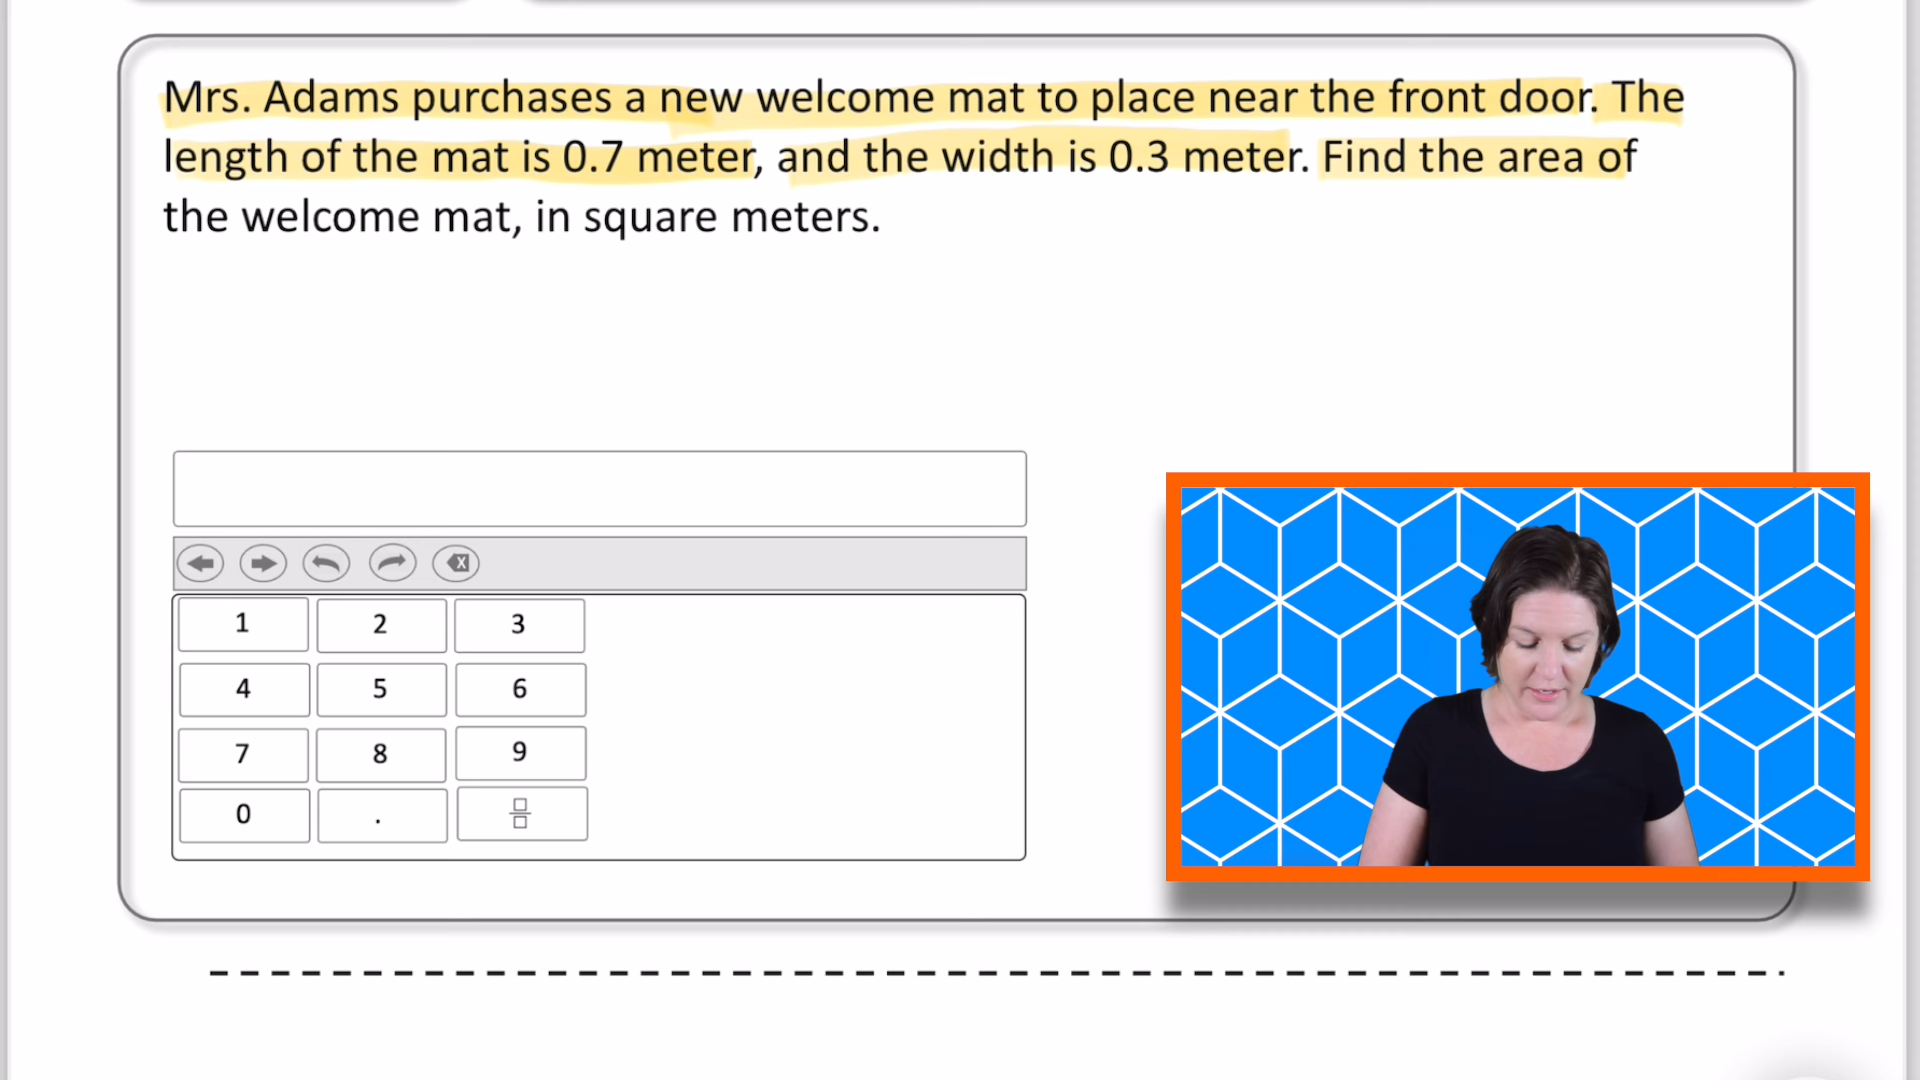 Mrs. Adams purchases a new welcome mat to place near the front door. The
length of the mat is 0.7 meter, and the width is 0.3 meter. Find the area of
the welcome mat, in square meters.
X
1 2 3
4 5 6
7 8 9
0 .